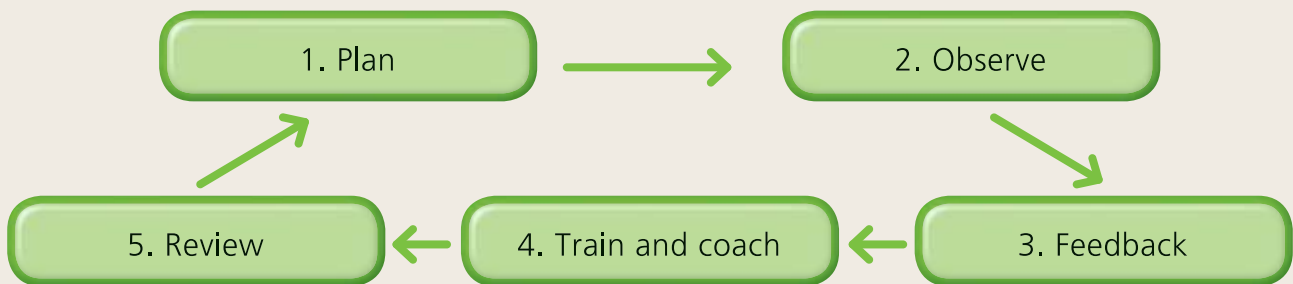 1. Plan
2. Observe
3. Feedback
4. Train and coach
5. Review